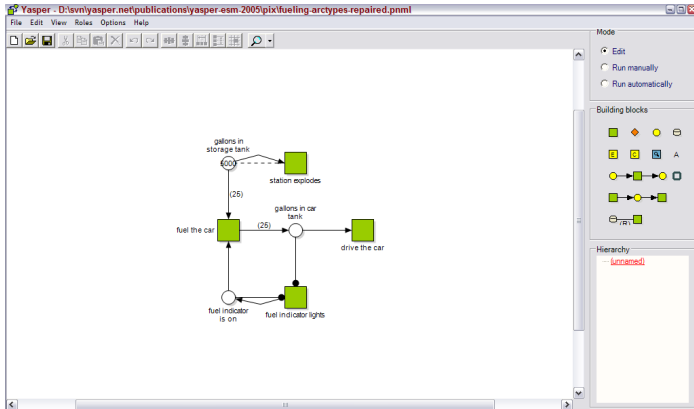 Yasper - D:\svn\yasper.net\publications\yasper-esm-2005\pix\fueling-arctypes-repaired.pnml
File Edit View Roles Options Help
Mode
Edit
Run manually
Run automatically
Building blocks
E C A
(R)
Hierarchy
(unnamed)
gallons in
storage tank
6000
station explodes
(25)
gallons in car
tank
fuel the car
(25)
drive the car
fuel indicator
is on
fuel indicator lights